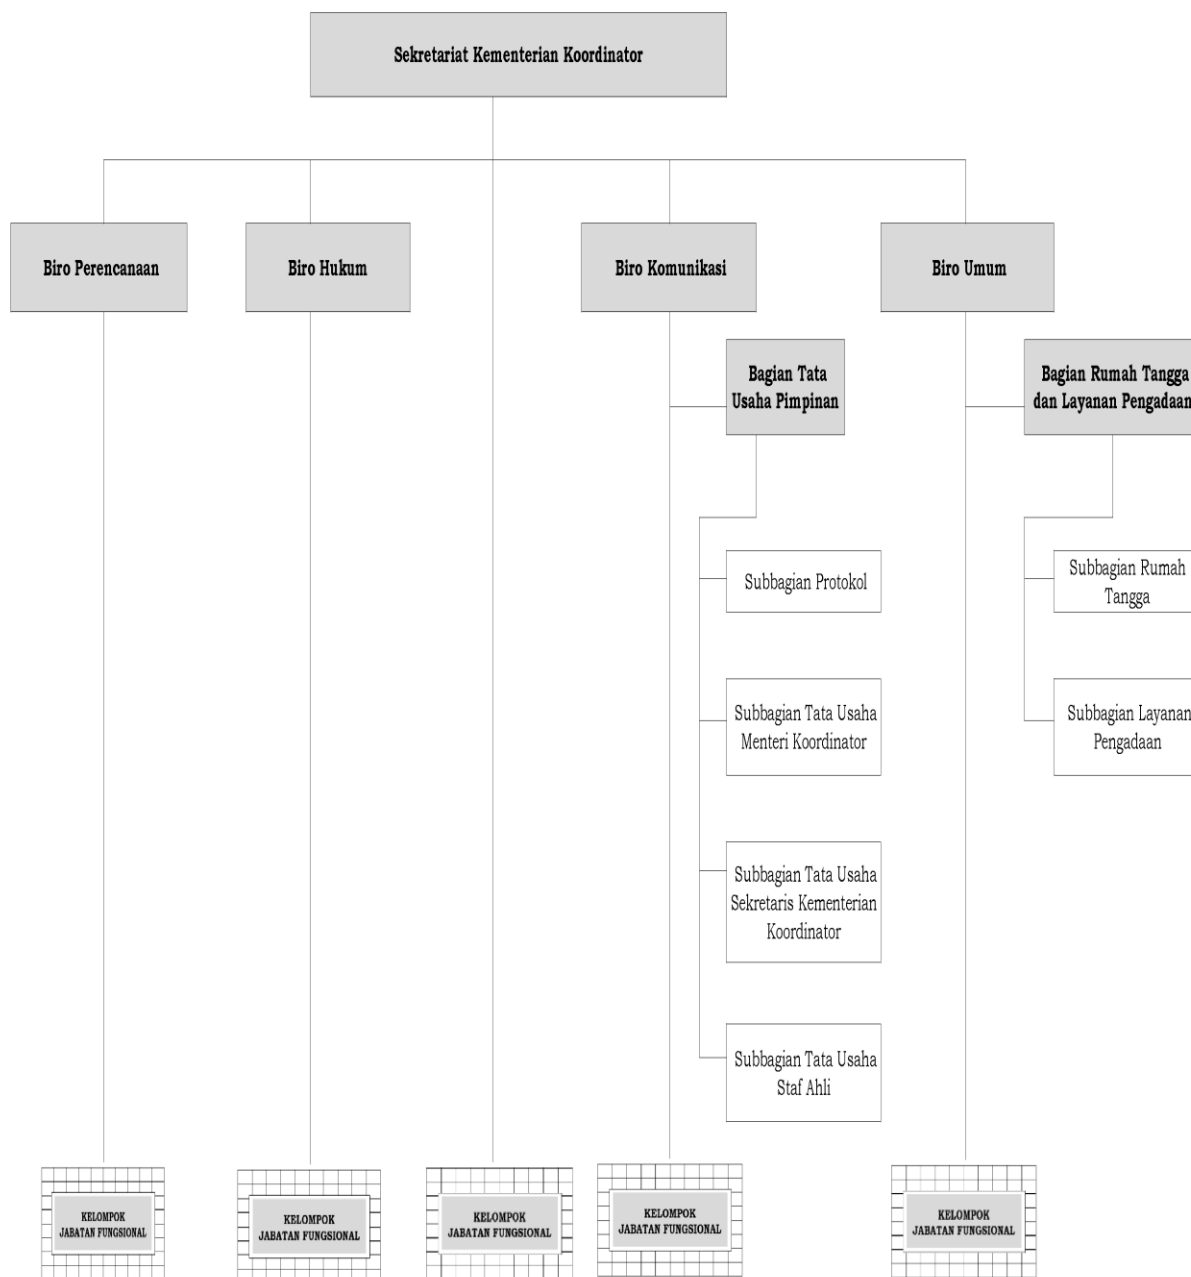 Sekretariat Kementerian Koordinator
Biro Perencanaan
Biro Hukum
Biro Komunikasi
Biro Umum
Bagian Tata
Usaha Pimpinan
Bagian Rumah Tangga
dan Layanan Pengadaan
Subbagian Protokol
Subbagian Rumah
Tangga
Subbagian Tata Usaha
Menteri Koordinator
Subbagian Layanan
Pengadaan
Subbagian Tata Usaha
Sekretaris Kementerian
Koordinator
Subbagian Tata Usaha
Staf Ahli
KELOMPOK
JABATAN FUNGSIONAL
KELOMPOK
JABATAN FUNGSIONAL
KELOMPOK
JABATAN FUNGSIONAL
KELOMPOK
JABATAN FUNGSIONAL
KELOMPOK
JABATAN FUNGSIONAL